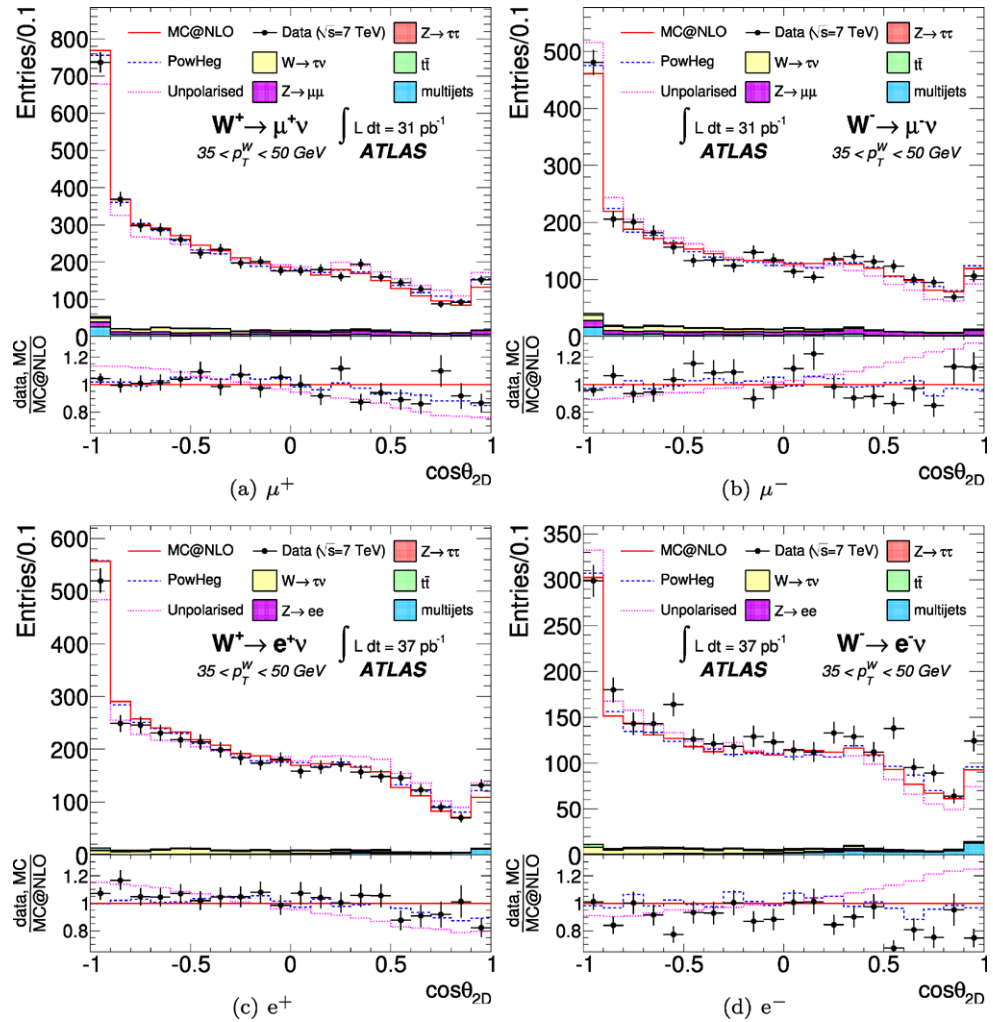 Entries/0.1
800
700
600
500
400
300
200
100
0
MC@NLO
Data (√s=7 TeV)
Z→ττ
PowHeg
W→τν
tt̄
Unpolarised
Z→μμ
multijets
W⁺→ μ⁺ν
∫ L dt = 31 pb⁻¹
35 < p_T^W < 50 GeV
ATLAS
data, MC
MC@NLO
1.2
1
0.8
-1 -0.5 0 0.5 1
cosθ2D
(a) μ⁺
Entries/0.1
500
400
300
200
100
0
MC@NLO
Data (√s=7 TeV)
Z→ττ
PowHeg
W→τν
tt̄
Unpolarised
Z→μμ
multijets
∫ L dt = 31 pb⁻¹
W⁻→ μ⁻ν
ATLAS
35 < p_T^W < 50 GeV
data, MC
MC@NLO
1.2
1
0.8
-1 -0.5 0 0.5 1
cosθ2D
(b) μ⁻
Entries/0.1
600
500
400
300
200
100
0
MC@NLO
Data (√s=7 TeV)
Z→ττ
PowHeg
W→τν
tt̄
Unpolarised
Z→ee
multijets
W⁺→ e⁺ν
∫ L dt = 37 pb⁻¹
35 < p_T^W < 50 GeV
ATLAS
data, MC
MC@NLO
1.2
1
0.8
-1 -0.5 0 0.5 1
cosθ2D
(c) e⁺
Entries/0.1
350
300
250
200
150
100
50
0
MC@NLO
Data (√s=7 TeV)
Z→ττ
PowHeg
W→τν
tt̄
Unpolarised
Z→ee
multijets
∫ L dt = 37 pb⁻¹
W⁻→ e⁻ν
ATLAS
35 < p_T^W < 50 GeV
data, MC
MC@NLO
1.2
1
0.8
-1 -0.5 0 0.5 1
cosθ2D
(d) e⁻